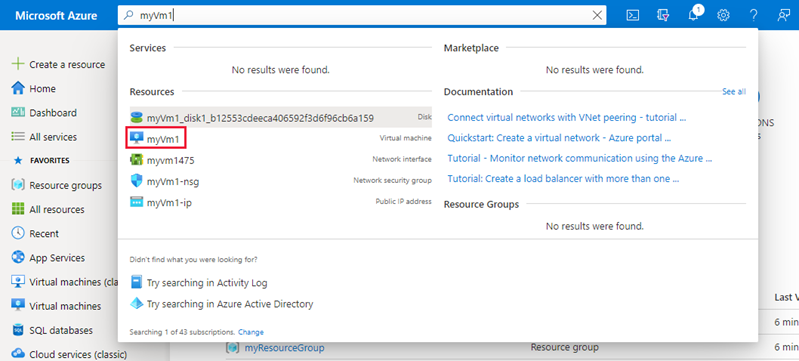 Microsoft Azure
myVm1
1
Create a resource
Home
Dashboard
All services
FAVORITES
Resource groups
All resources
Recent
App Services
Virtual machines (clas
Virtual machines
SQL databases
Cloud services (classic)
Services
No results were found.
Resources
myVm1_disk1_b12553cdeeca406592f3d6f96cb6a159 Disk
myVm1 Virtual machine
myvm1475 Network interface
myVm1-nsg Network security group
myVm1-ip Public IP address
Marketplace
No results were found.
Documentation See all
Connect virtual networks with VNet peering - tutorial ...
Quickstart: Create a virtual network - Azure portal ...
Tutorial - Monitor network communication using the Azure ...
Tutorial: Create a load balancer with more than one ...
Resource Groups
No results were found.
Didn't find what you were looking for?
Try searching in Activity Log
Try searching in Azure Active Directory
Searching 1 of 43 subscriptions. Change
ONS
Last V
6 min
myResourceGroup Resource group 6 min